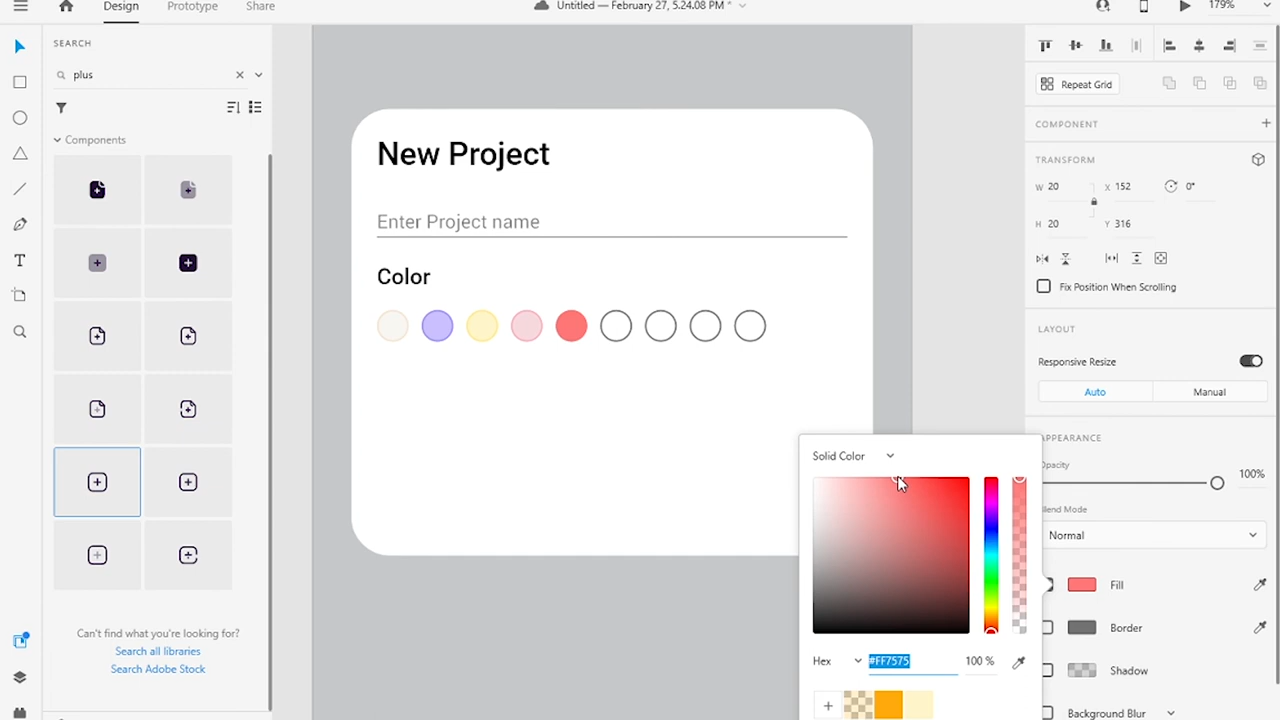 Design
Prototype
Share
Untitled — February 27, 5.24.08 PM *
179%
SEARCH
plus
Components
Can't find what you're looking for?
Search all libraries
Search Adobe Stock
New Project
Enter Project name
Color
Repeat Grid
COMPONENT
TRANSFORM
W 20
X 152
0°
H 20
Y 316
Fix Position When Scrolling
LAYOUT
Responsive Resize
Auto
Manual
APPEARANCE
Opacity
100%
Blend Mode
Normal
Fill
Border
Shadow
Background Blur
Solid Color
Hex
#FF7575
100 %